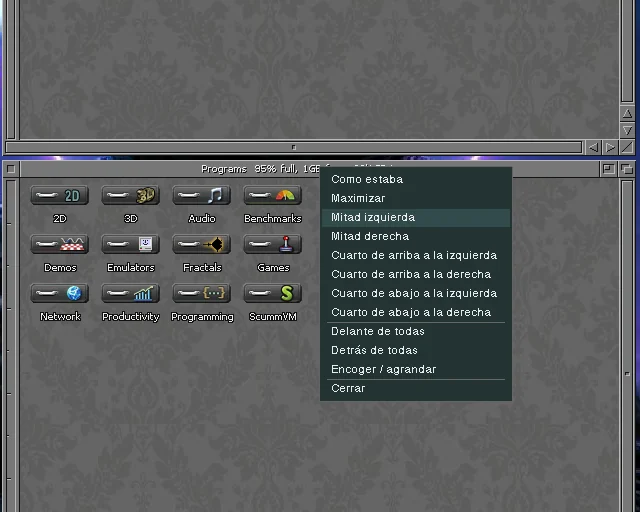 Programs 95% full, 1GB
2D
3D
Audio
Benchmarks
Demos
Emulators
Fractals
Games
Network
Productivity
Programming
ScummVM
2D
3D
S
Como estaba
Maximizar
Mitad izquierda
Mitad derecha
Cuarto de arriba a la izquierda
Cuarto de arriba a la derecha
Cuarto de abajo a la izquierda
Cuarto de abajo a la derecha
Delante de todas
Detrás de todas
Encoger / agrandar
Cerrar